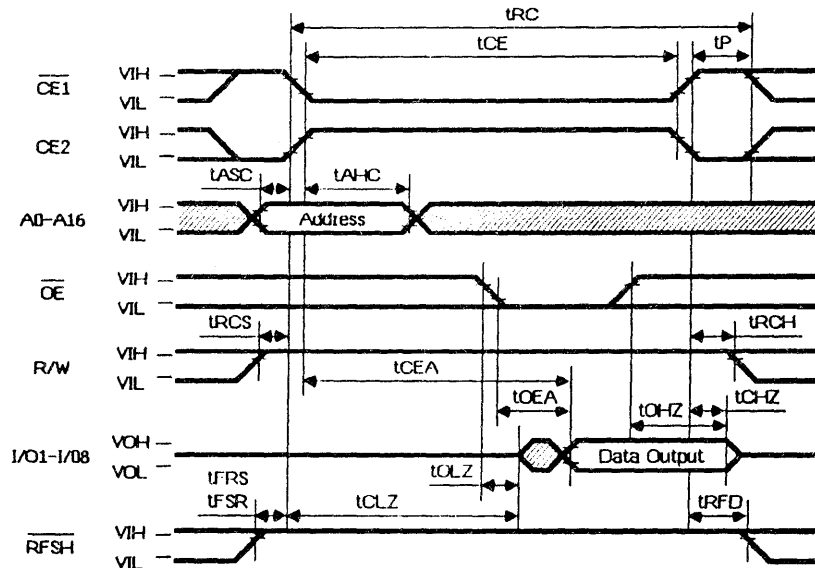 tRC
tCE
tP
CE1
VIH
VIL
CE2
VIH
VIL
tASC
tAHC
A0-A16
VIH
VIL
Address
OE
VIH
VIL
tRCS
tRCH
R/W
VIH
VIL
tCEA
tOEA
tOHZ
tCHZ
I/O1-I/O8
VOH
VOL
Data Output
tFRS
tOLZ
tFSR
tCLZ
tRFD
RFSH
VIH
VIL